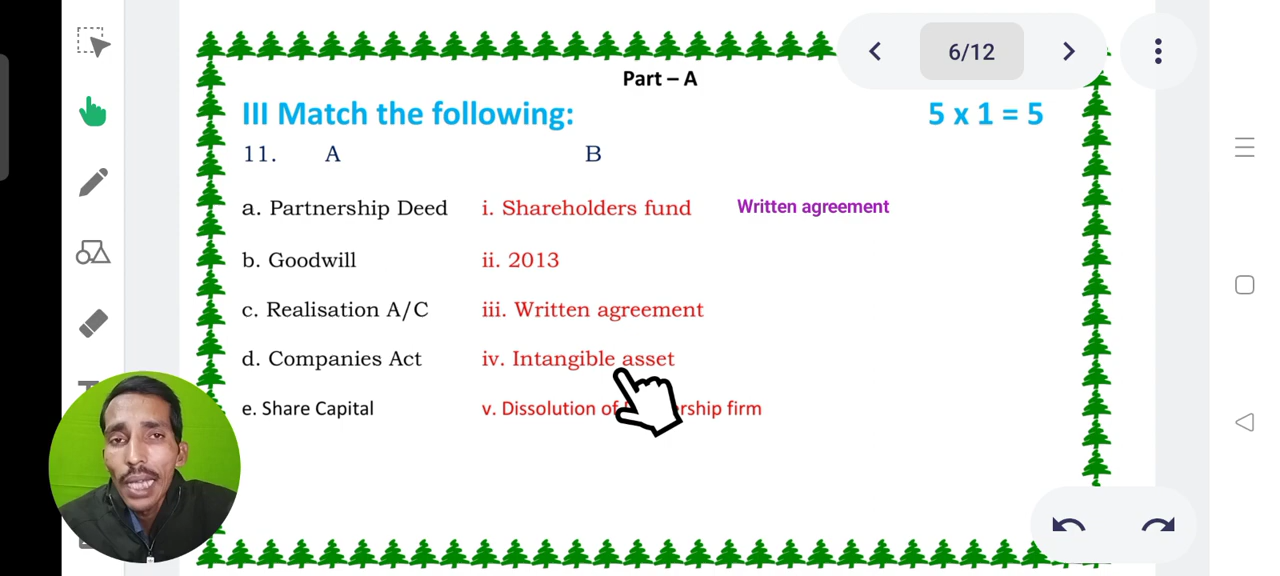 6/12
Part – A
III Match the following: 5 x 1 = 5
11. A B
a. Partnership Deed i. Shareholders fund Written agreement
b. Goodwill ii. 2013
c. Realisation A/C iii. Written agreement
d. Companies Act iv. Intangible asset
e. Share Capital v. Dissolution of firm